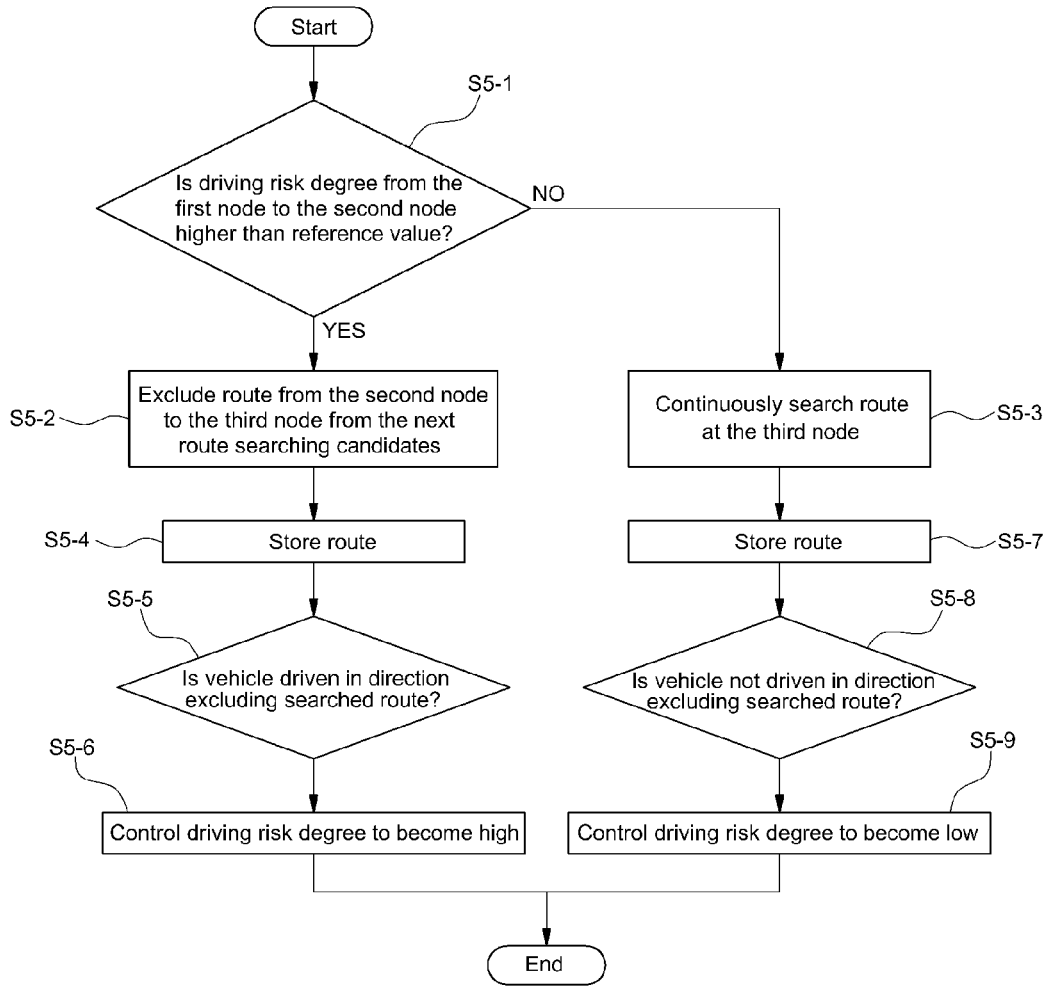 Start
S5-1
Is driving risk degree from the
first node to the second node
higher than reference value?
NO
YES
S5-2
Exclude route from the second node
to the third node from the next
route searching candidates
Continuously search route
at the third node
S5-3
S5-4
Store route
Store route
S5-7
S5-5
Is vehicle driven in direction
excluding searched route?
S5-8
Is vehicle not driven in direction
excluding searched route?
S5-6
Control driving risk degree to become high
S5-9
Control driving risk degree to become low
End